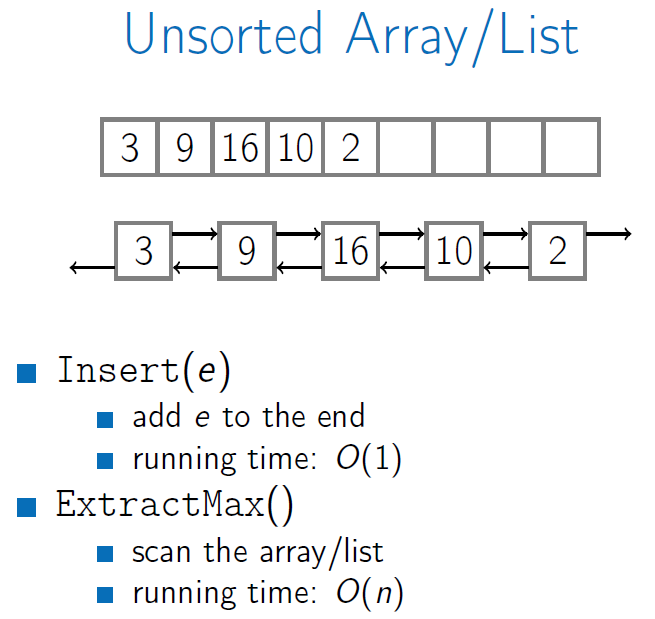 Unsorted Array/List
3 9 16 10 2
3 9 16 10 2
Insert(e)
add e to the end
running time: O(1)
ExtractMax()
scan the array/list
running time: O(n)